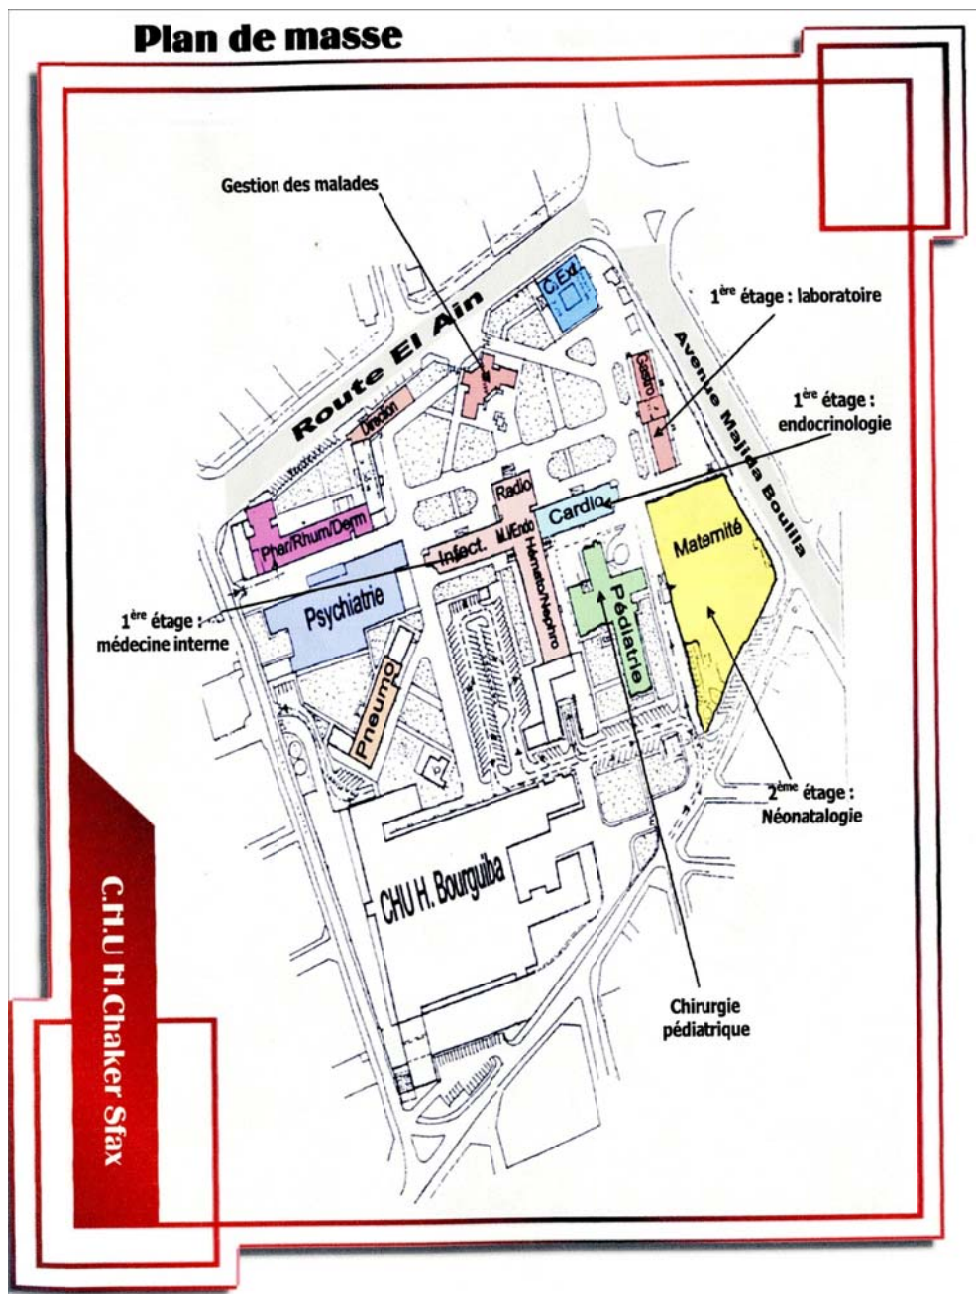 Plan de masse
Gestion des malades
C. Ext
1ère étage : laboratoire
Route El Ain
Avenue Majida Boulila
Gastro
1ère étage :
endocrinologie
Direction
Radio
Cardio
Phar/Rhum/Derm
Infect.
M.I/Endo
Maternité
Hémato/Nephro
Psychiatrie
Pédiatrie
1ère étage :
médecine interne
Pneumo
2ème étage :
Néonatalogie
CHU H. Bourguiba
Chirurgie
pédiatrique
C.H.U H.Chaker Sfax